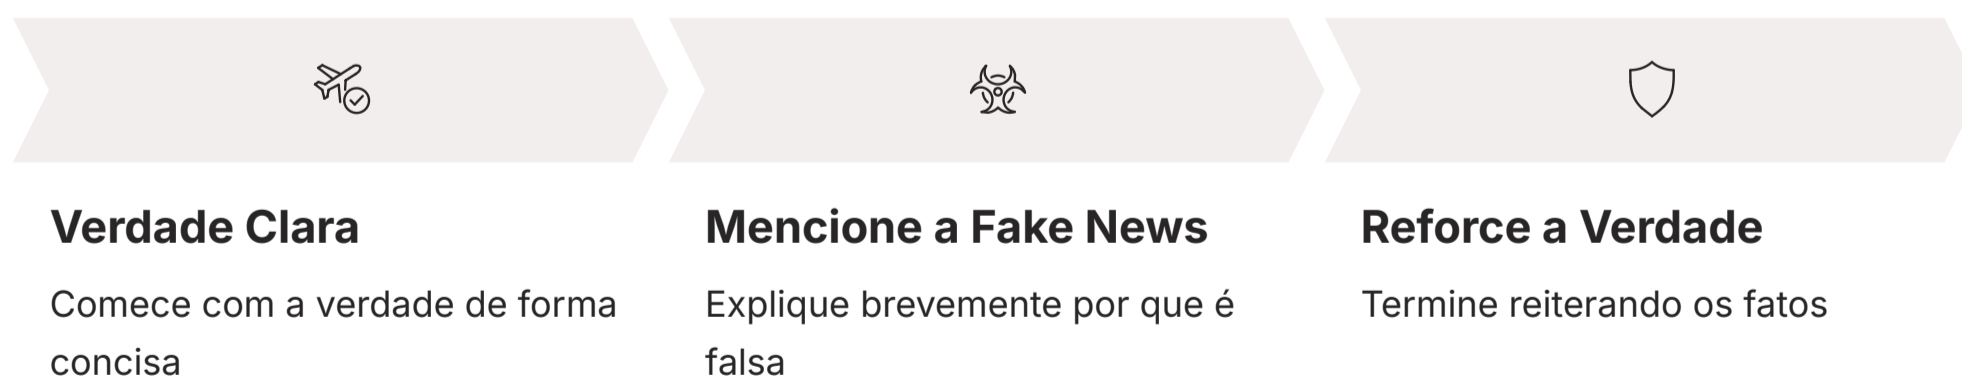 Verdade Clara
Comece com a verdade de forma
concisa
Mencione a Fake News
Explique brevemente por que é
falsa
Reforce a Verdade
Termine reiterando os fatos